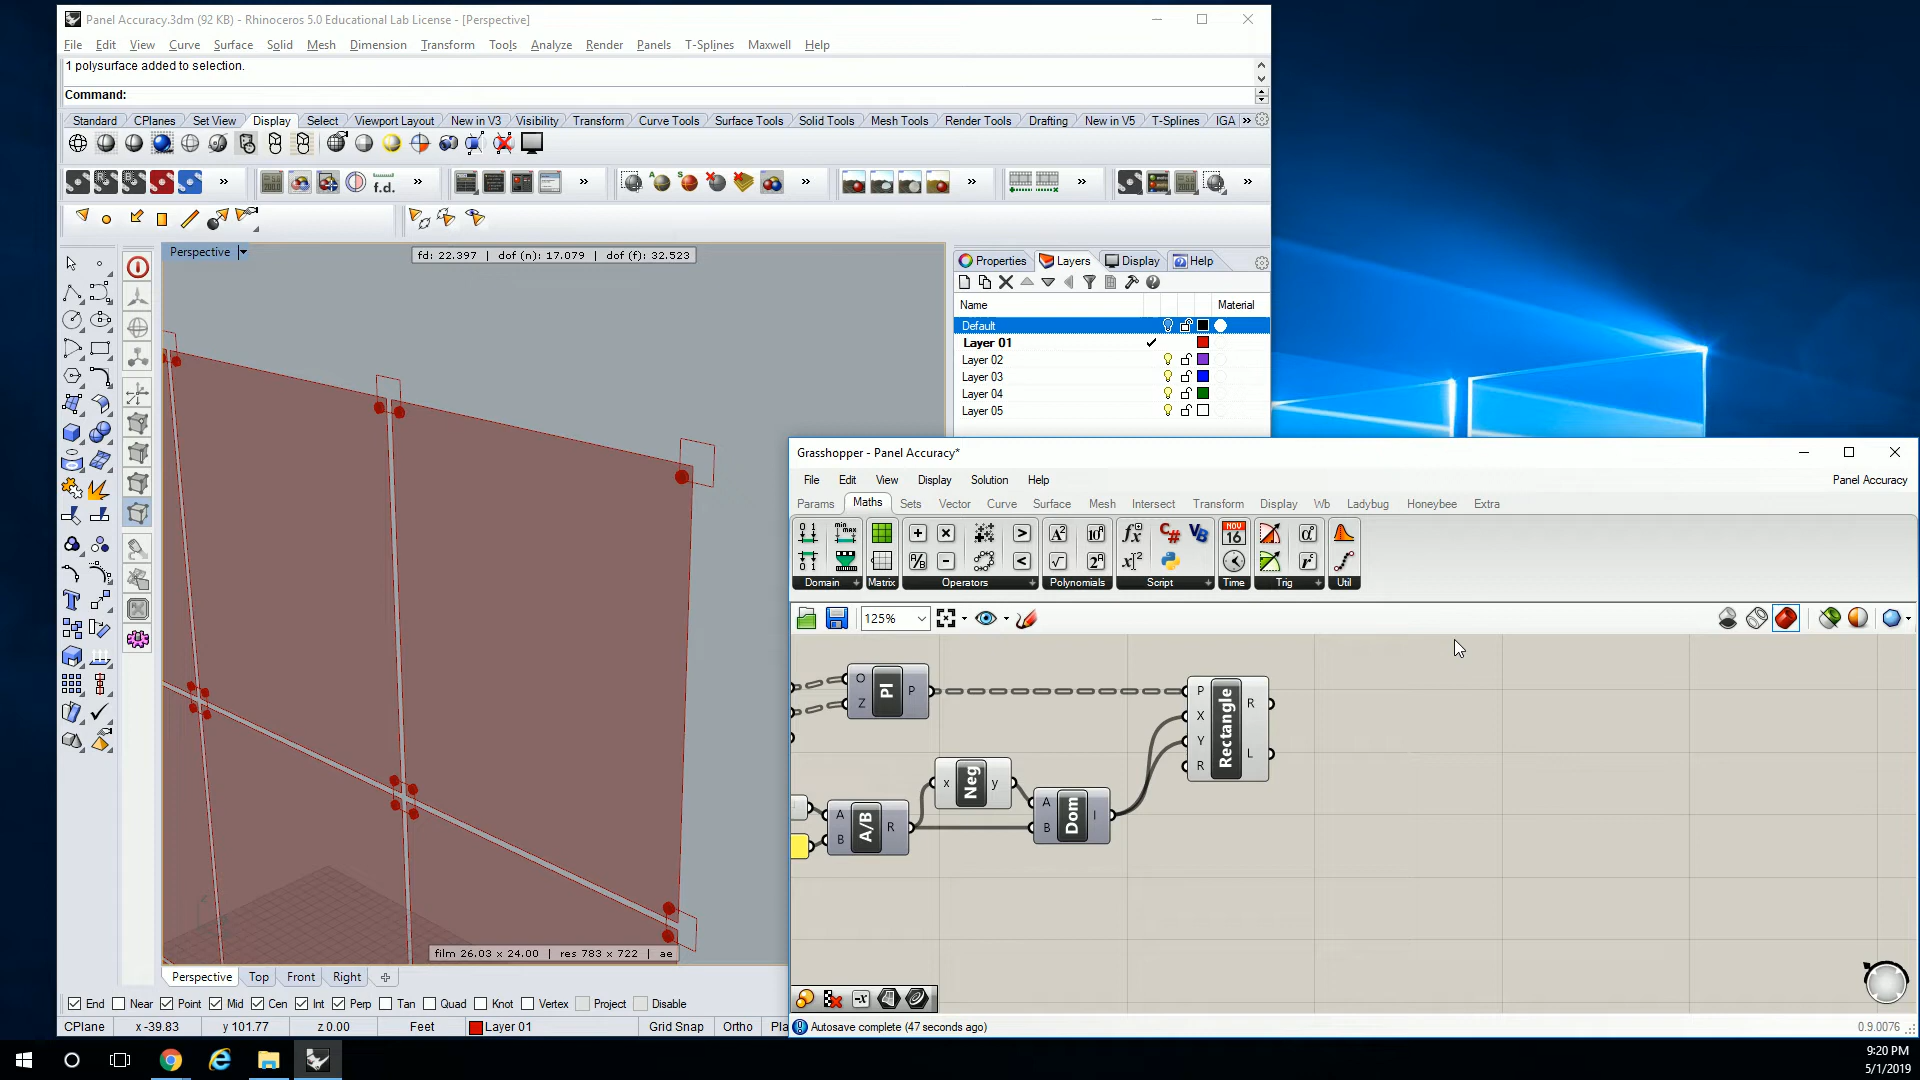 Panel Accuracy.3dm (92 KB) - Rhinoceros 5.0 Educational Lab License - [Perspective]
File Edit View Curve Surface Solid Mesh Dimension Transform Tools Analyze Render Panels T-Splines Maxwell Help
1 polysurface added to selection.
Command:
Standard CPlanes Set View Display Select Viewport Layout New in V3 Visibility Transform Curve Tools Surface Tools Solid Tools Mesh Tools Render Tools Drafting New in V5 T-Splines IGA »
f.d.
Perspective
fd: 22.397 | dof (n): 17.079 | dof (f): 32.523
film 26.03 x 24.00 | res 783 x 722 | ae
Properties Layers Display Help
Name Material
Default
Layer 01
Layer 02
Layer 03
Layer 04
Layer 05
Grasshopper - Panel Accuracy*
File Edit View Display Solution Help Panel Accuracy
Params Maths Sets Vector Curve Surface Mesh Intersect Transform Display Wb Ladybug Honeybee Extra
Domain Matrix Operators Polynomials Script Time Trig Util
125%
O Z Pl P
P X Y R Rectangle R L
x Neg y
A B A/B R
A B Dom I
Autosave complete (47 seconds ago) 0.9.0076
Perspective Top Front Right
End Near Point Mid Cen Int Perp Tan Quad Knot Vertex Project Disable
CPlane x -39.83 y 101.77 z 0.00 Feet Layer 01 Grid Snap Ortho Pla
9:20 PM
5/1/2019